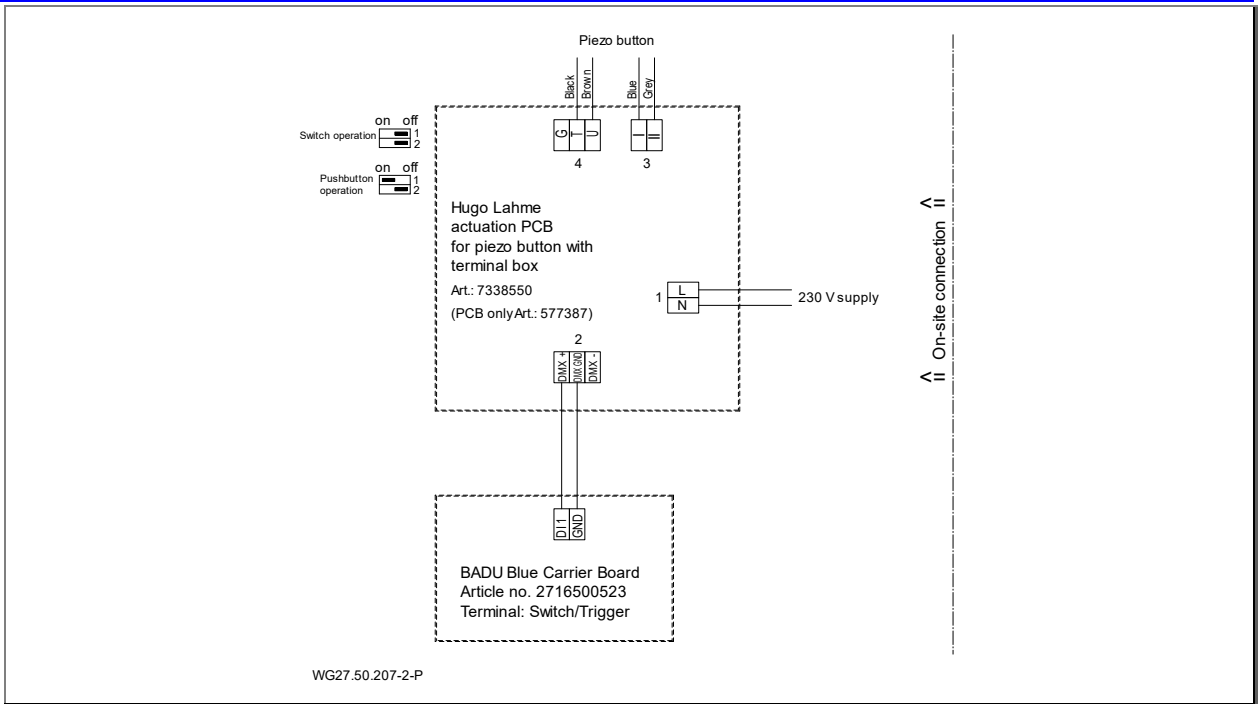 Piezo button
Black
Brown
Blue
Grey
on off
Switch operation
1
2
on off
Pushbutton
operation
1
2
G T U
4
I II
3
Hugo Lahme
actuation PCB
for piezo button with
terminal box
Art.: 7338550
(PCB only Art.: 577387)
1
L
N
230 V supply
2
DMX +
DMX GND
DMX -
<= On-site connection <=
DI1
GND
BADU Blue Carrier Board
Article no. 2716500523
Terminal: Switch/Trigger
WG27.50.207-2-P